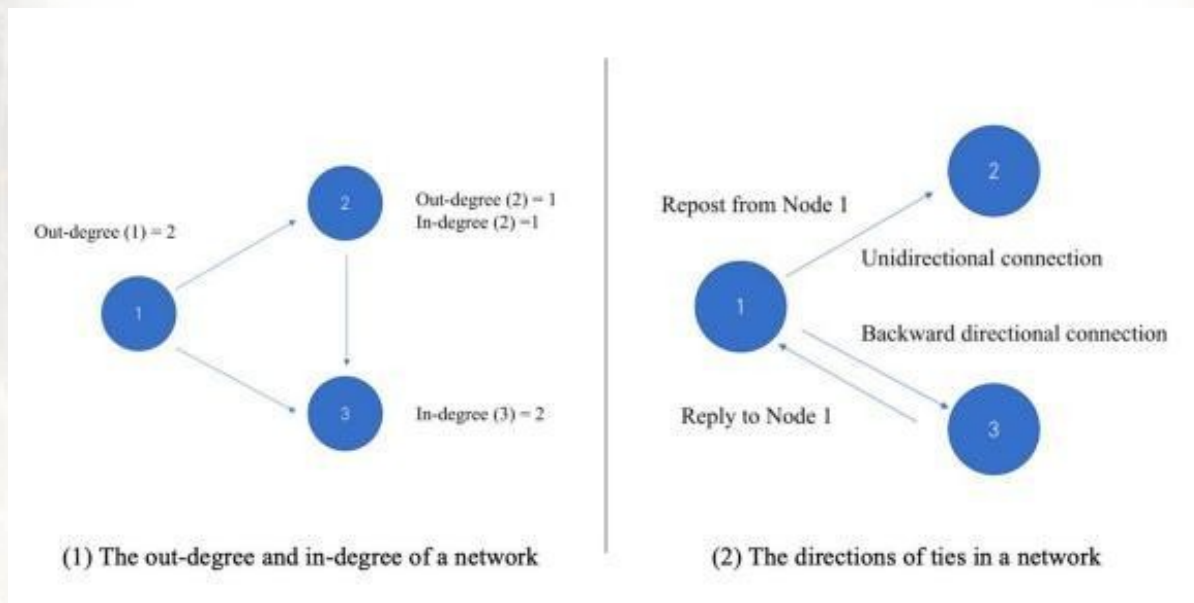 Out-degree (1) = 2
1
2
Out-degree (2) = 1
In-degree (2) =1
3
In-degree (3) = 2
(1) The out-degree and in-degree of a network
Repost from Node 1
2
Unidirectional connection
1
Backward directional connection
Reply to Node 1
3
(2) The directions of ties in a network